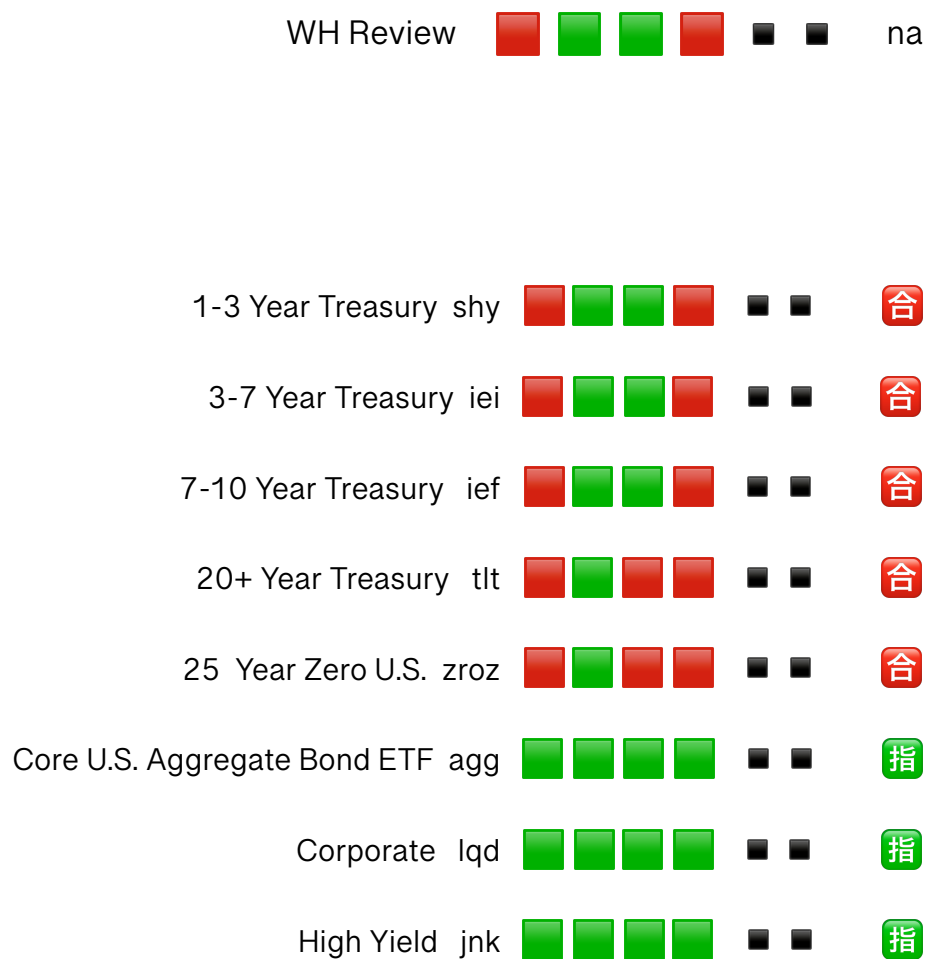 WH Review na
1-3 Year Treasury shy 合
3-7 Year Treasury iei 合
7-10 Year Treasury ief 合
20+ Year Treasury tlt 合
25 Year Zero U.S. zroz 合
Core U.S. Aggregate Bond ETF agg 指
Corporate lqd 指
High Yield jnk 指